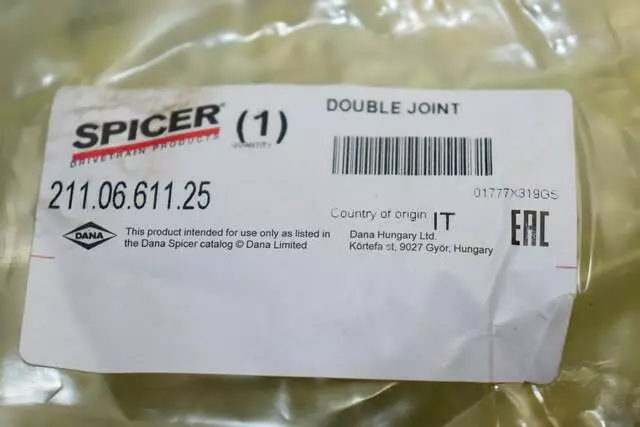 SPICER®
DRIVETRAIN PRODUCTS
(1)
QUANTITY
DOUBLE JOINT
211.06.611.25
01777X319GS
Country of origin IT
DANA
This product intended for use only as listed in
the Dana Spicer catalog © Dana Limited
Dana Hungary Ltd.
Körtefa st, 9027 Győr, Hungary
EAC